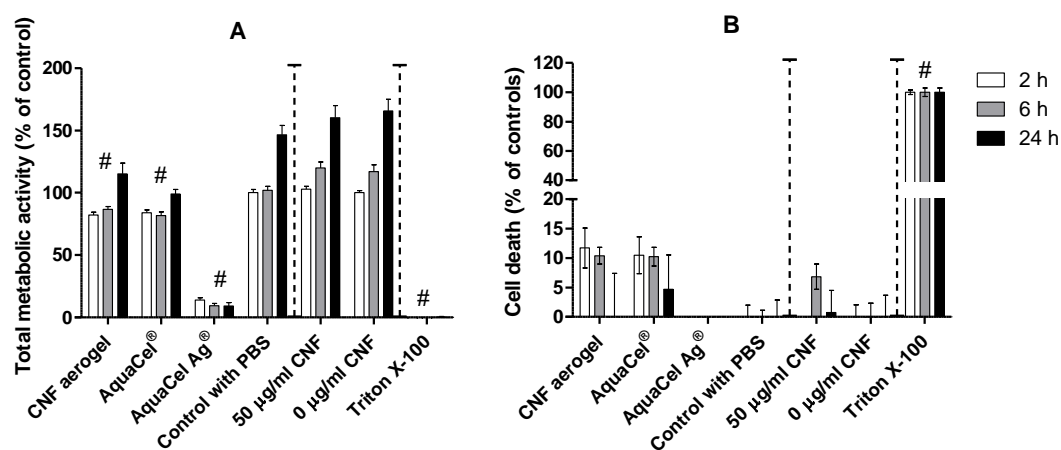 A
Total metabolic activity (% of control)
200
150
100
50
0
#
#
#
#
CNF aerogel
AquaCel®
AquaCel Ag®
Control with PBS
50 µg/ml CNF
0 µg/ml CNF
Triton X-100
B
Cell death (% of controls)
120
100
80
60
40
20
15
10
5
0
#
CNF aerogel
AquaCel®
AquaCel Ag®
Control with PBS
50 µg/ml CNF
0 µg/ml CNF
Triton X-100
2 h
6 h
24 h